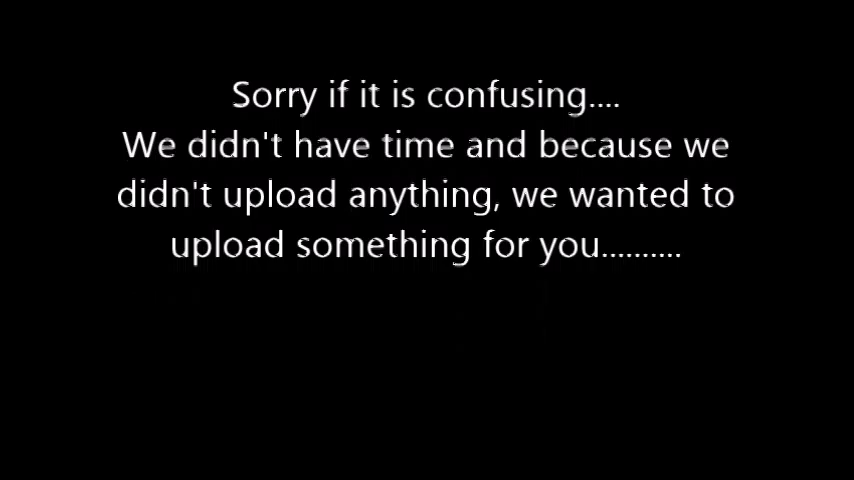 Sorry if it is confusing....
We didn't have time and because we
didn't upload anything, we wanted to
upload something for you..........